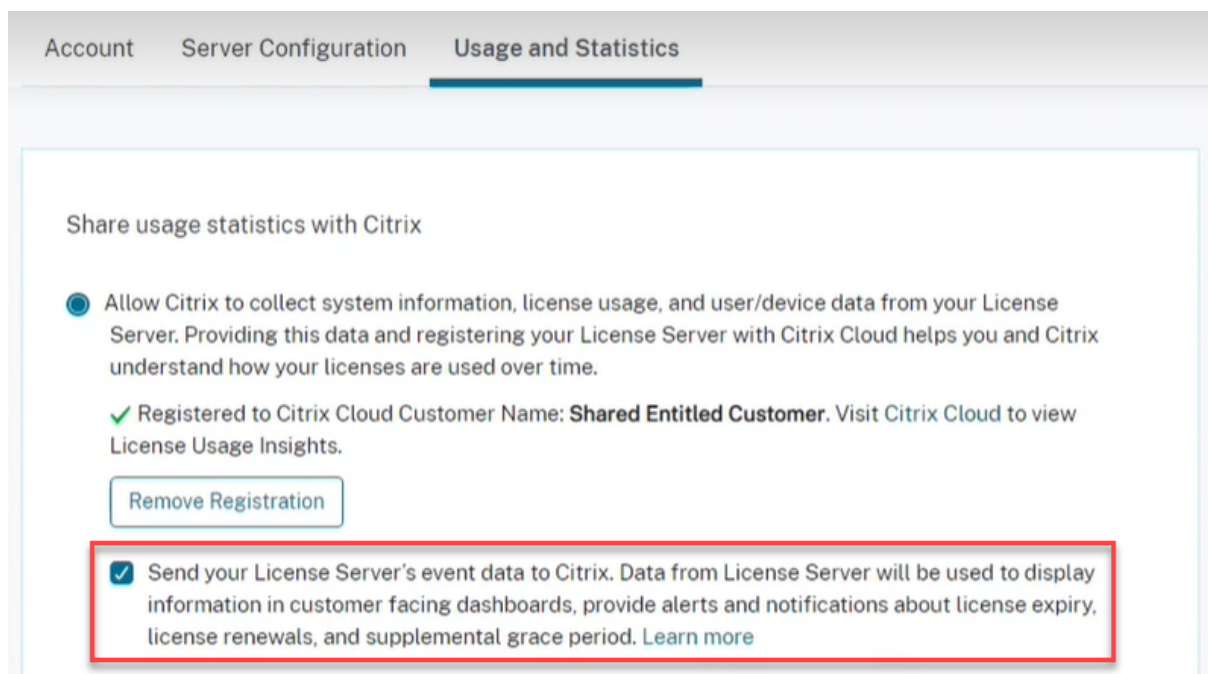 Account Server Configuration Usage and Statistics
Share usage statistics with Citrix
Allow Citrix to collect system information, license usage, and user/device data from your License
Server. Providing this data and registering your License Server with Citrix Cloud helps you and Citrix
understand how your licenses are used over time.
Registered to Citrix Cloud Customer Name: Shared Entitled Customer. Visit Citrix Cloud to view
License Usage Insights.
Remove Registration
Send your License Server's event data to Citrix. Data from License Server will be used to display
information in customer facing dashboards, provide alerts and notifications about license expiry,
license renewals, and supplemental grace period. Learn more